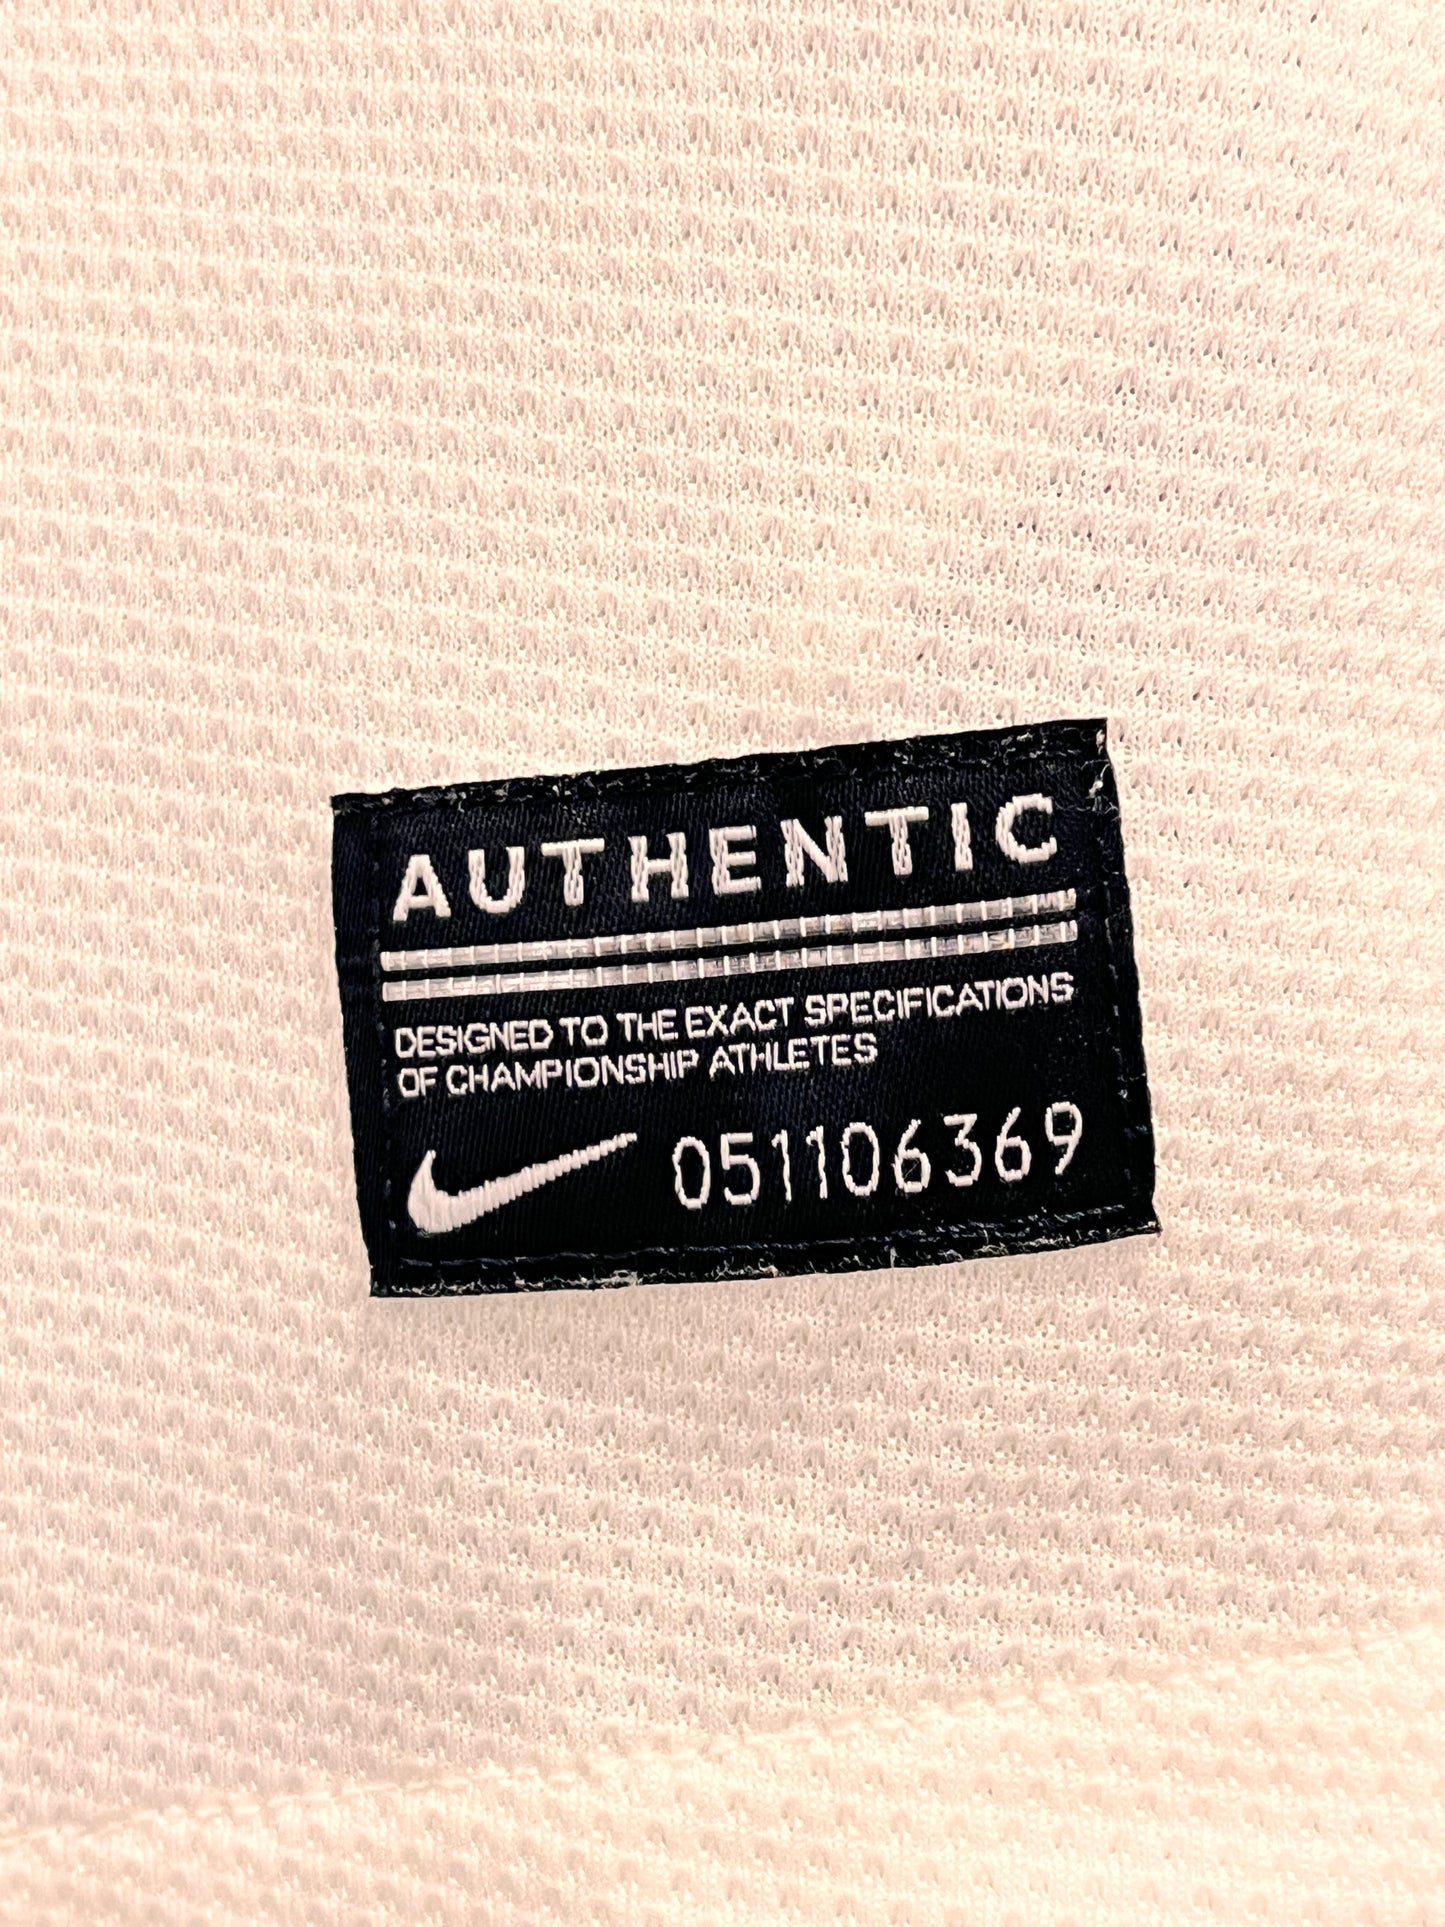 AUTHENTIC
DESIGNED TO THE EXACT SPECIFICATIONS
OF CHAMPIONSHIP ATHLETES
051106369